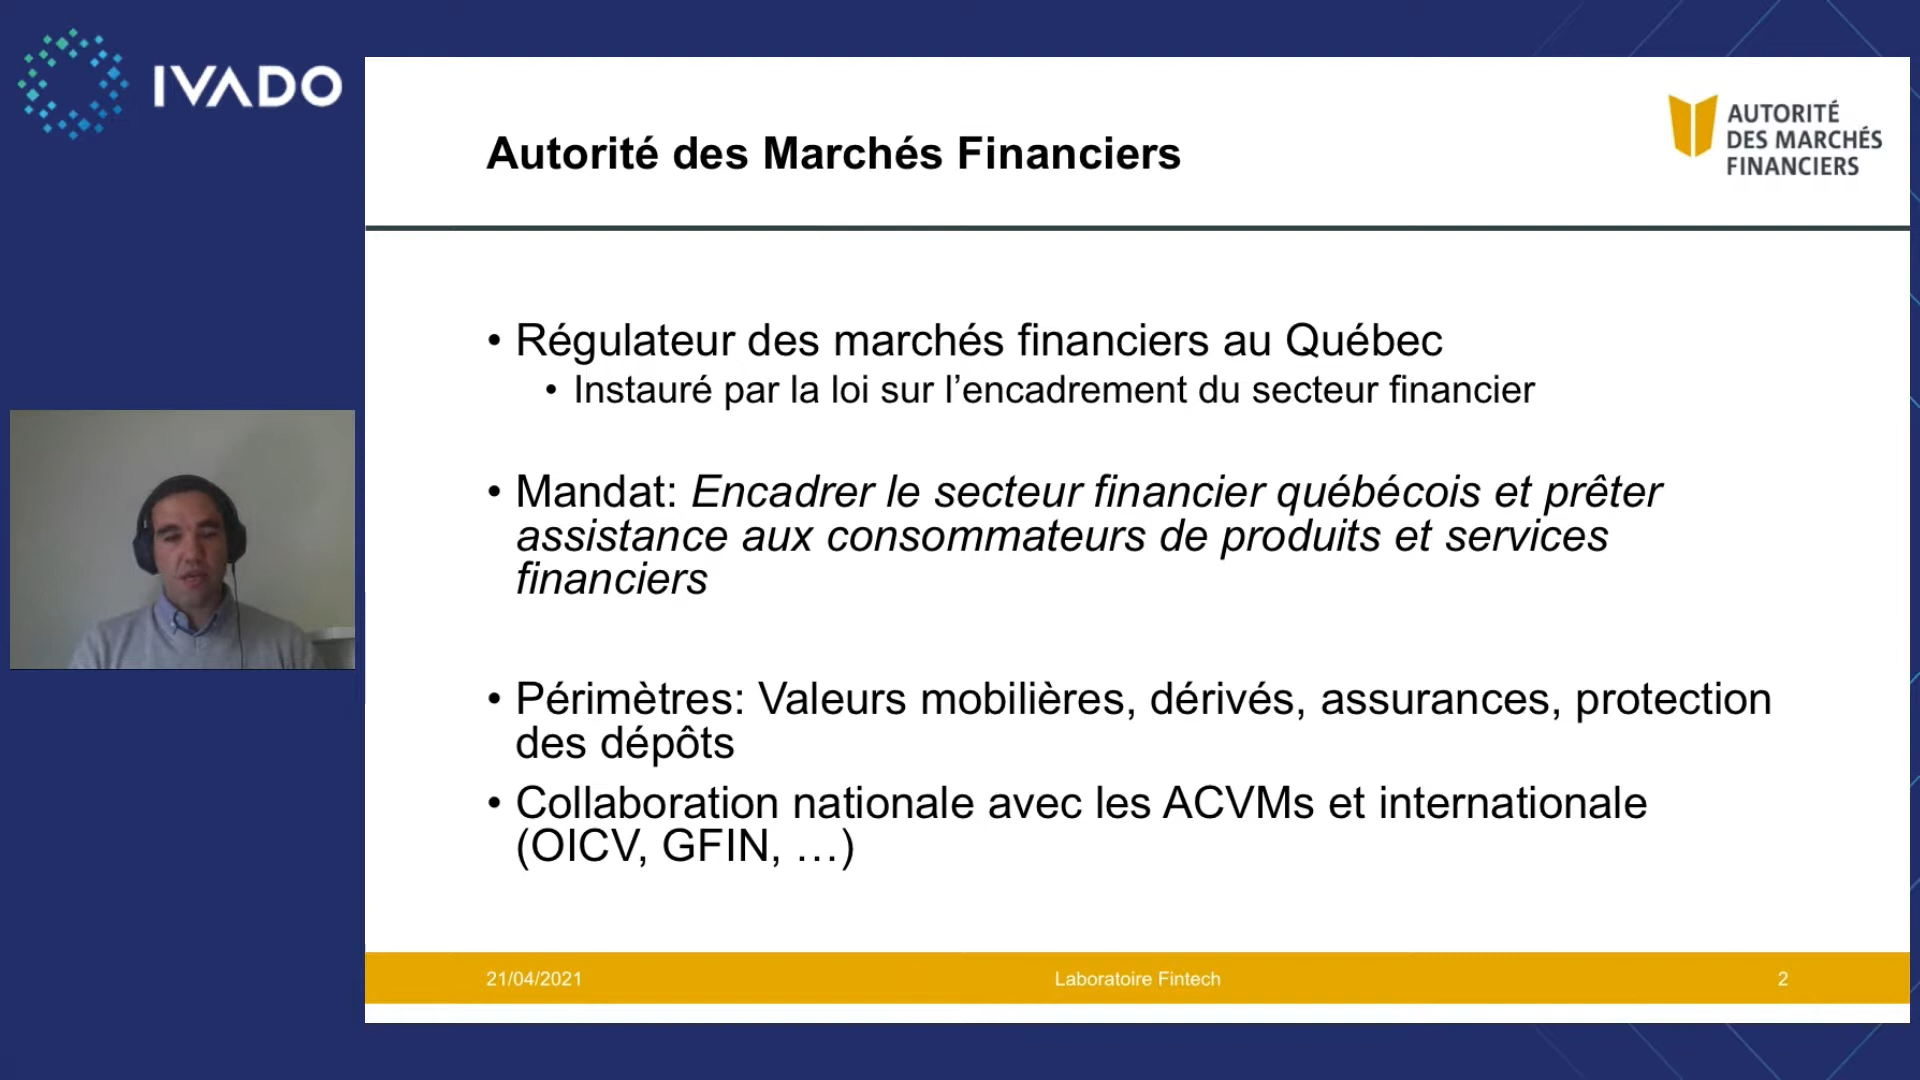 IVADO
Autorité des Marchés Financiers
AUTORITÉ
DES MARCHÉS
FINANCIERS
• Régulateur des marchés financiers au Québec
• Instauré par la loi sur l’encadrement du secteur financier
• Mandat: Encadrer le secteur financier québécois et prêter
assistance aux consommateurs de produits et services
financiers
• Périmètres: Valeurs mobilières, dérivés, assurances, protection
des dépôts
• Collaboration nationale avec les ACVMs et internationale
(OICV, GFIN, …)
21/04/2021
Laboratoire Fintech
2